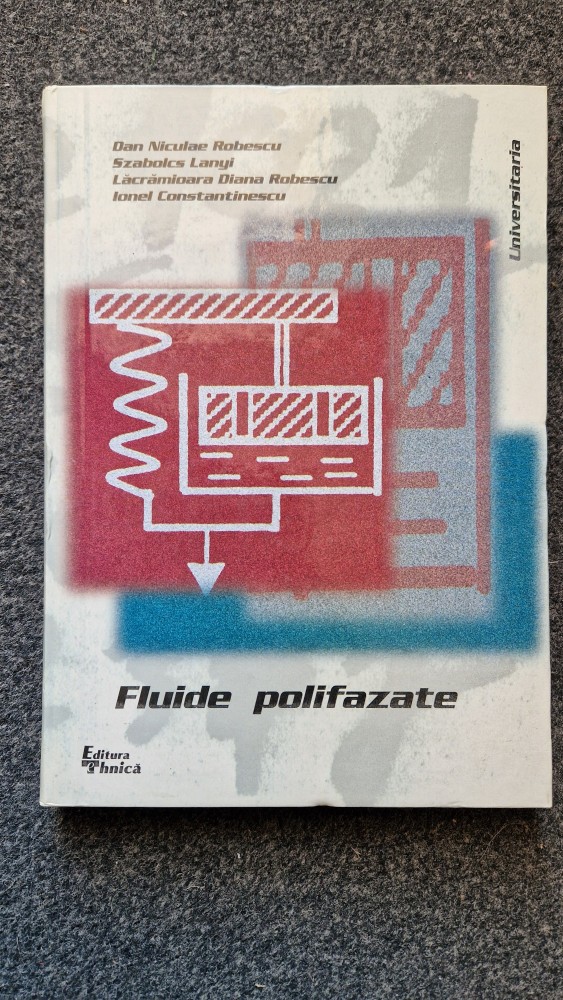 Dan Niculae Robescu
Szabolcs Lanyi
Lăcrămioara Diana Robescu
Ionel Constantinescu
Universitaria
Fluide polifazate
Editura
Tehnică